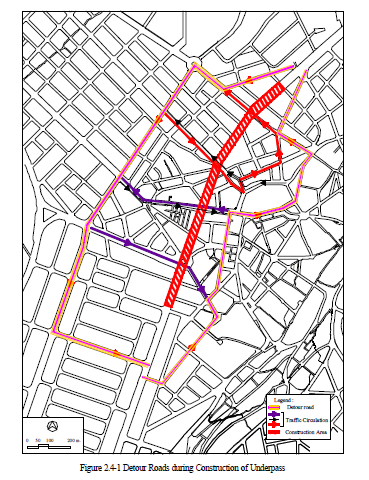 Legend :
Detour road
Traffic Circulation
Construction Area
0 50 100 200 m
Figure 2.4-1 Detour Roads during Construction of Underpass